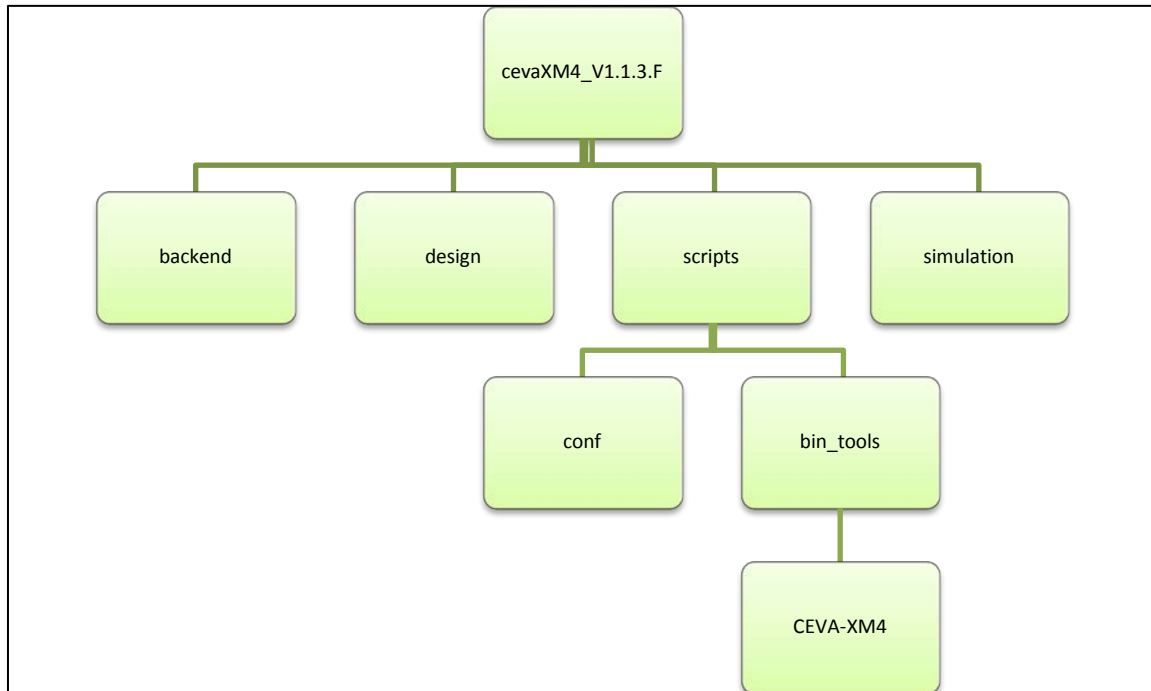 cevaXM4_V1.1.3.F
backend
design
scripts
simulation
conf
bin_tools
CEVA-XM4